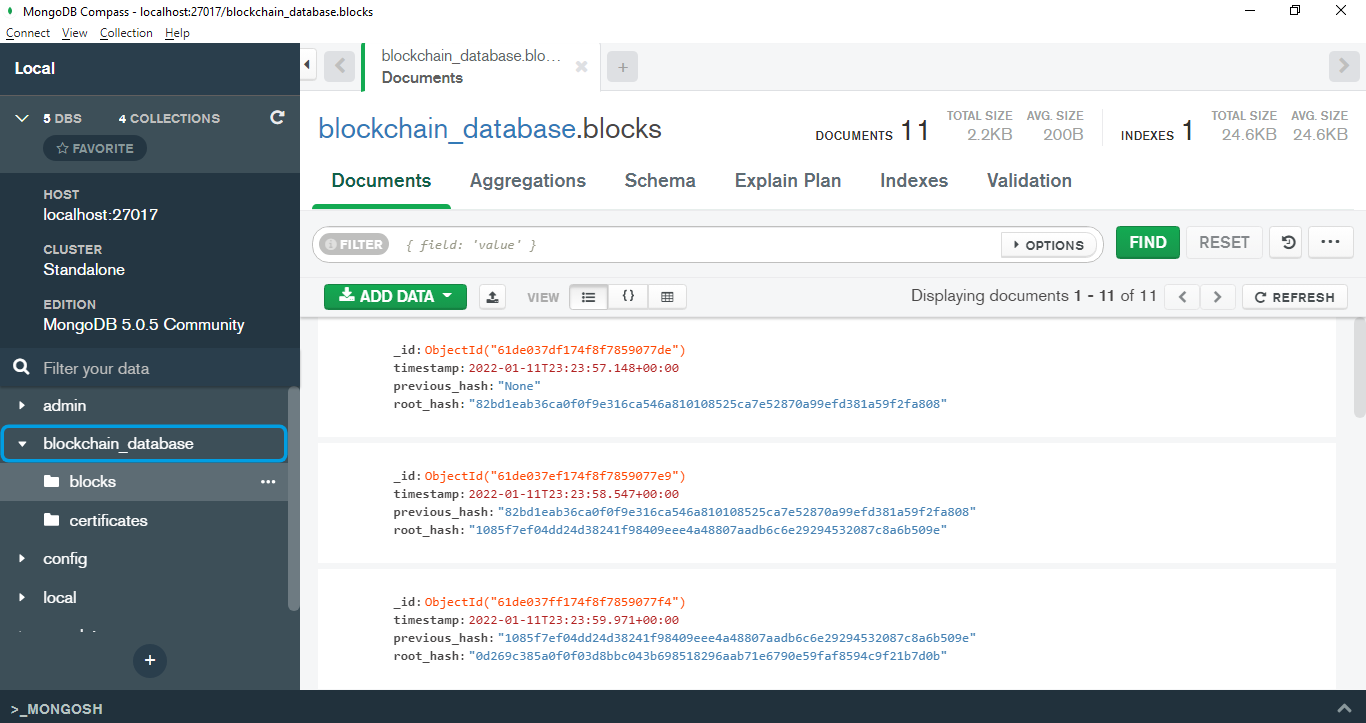 MongoDB Compass - localhost:27017/blockchain_database.blocks
Connect View Collection Help
Local
5 DBS 4 COLLECTIONS
FAVORITE
HOST
localhost:27017
CLUSTER
Standalone
EDITION
MongoDB 5.0.5 Community
Filter your data
admin
blockchain_database
blocks
certificates
config
local
>_MONGOSH
blockchain_database.blo...
Documents
blockchain_database.blocks
DOCUMENTS 11
TOTAL SIZE 2.2KB
AVG. SIZE 200B
INDEXES 1
TOTAL SIZE 24.6KB
AVG. SIZE 24.6KB
Documents Aggregations Schema Explain Plan Indexes Validation
FILTER { field: 'value' } OPTIONS FIND RESET
ADD DATA VIEW {} Displaying documents 1 - 11 of 11 REFRESH
_id: ObjectId("61de037df174f8f7859077de")
timestamp: 2022-01-11T23:23:57.148+00:00
previous_hash: "None"
root_hash: "82bd1eab36ca0f0f9e316ca546a810108525ca7e52870a99efd381a59f2fa808"
_id: ObjectId("61de037ef174f8f7859077e9")
timestamp: 2022-01-11T23:23:58.547+00:00
previous_hash: "82bd1eab36ca0f0f9e316ca546a810108525ca7e52870a99efd381a59f2fa808"
root_hash: "1085f7ef04dd24d38241f98409eee4a48807aadb6c6e29294532087c8a6b509e"
_id: ObjectId("61de037ff174f8f7859077f4")
timestamp: 2022-01-11T23:23:59.971+00:00
previous_hash: "1085f7ef04dd24d38241f98409eee4a48807aadb6c6e29294532087c8a6b509e"
root_hash: "0d269c385a0f0f03d8bbc043b698518296aab71e6790e59faf8594c9f21b7d0b"